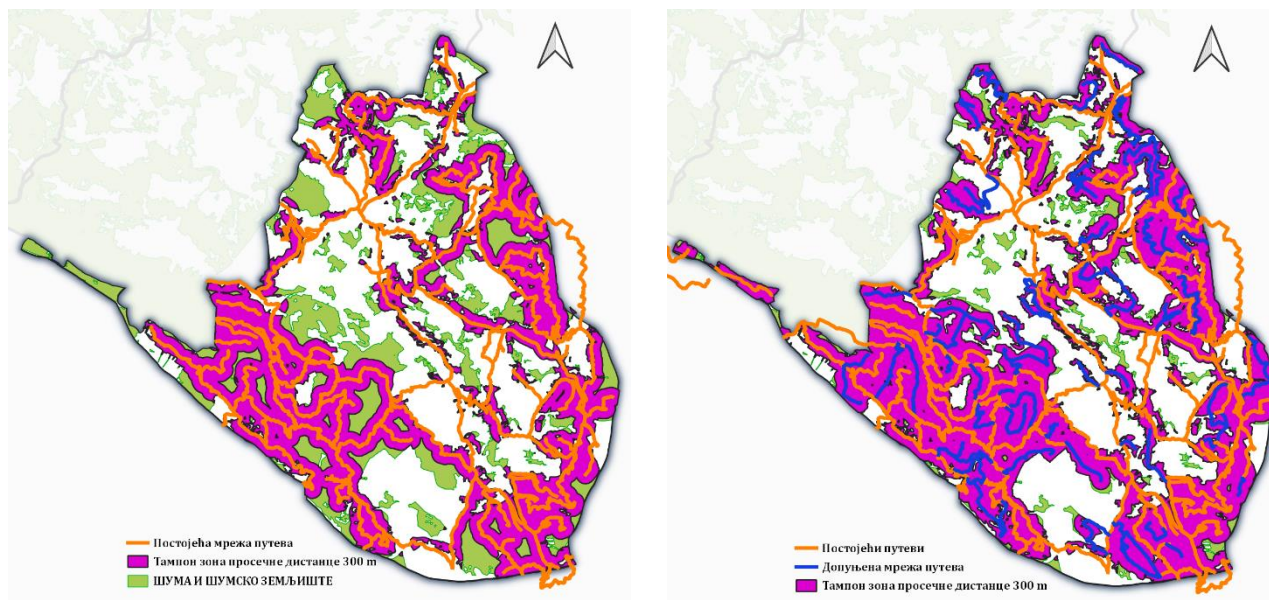 Постојећа мрежа путева
Тампон зона просечне дистанце 300 m
ШУМА И ШУМСКО ЗЕМЉИШТЕ
Постојећи путеви
Допуњена мрежа путева
Тампон зона просечне дистанце 300 m